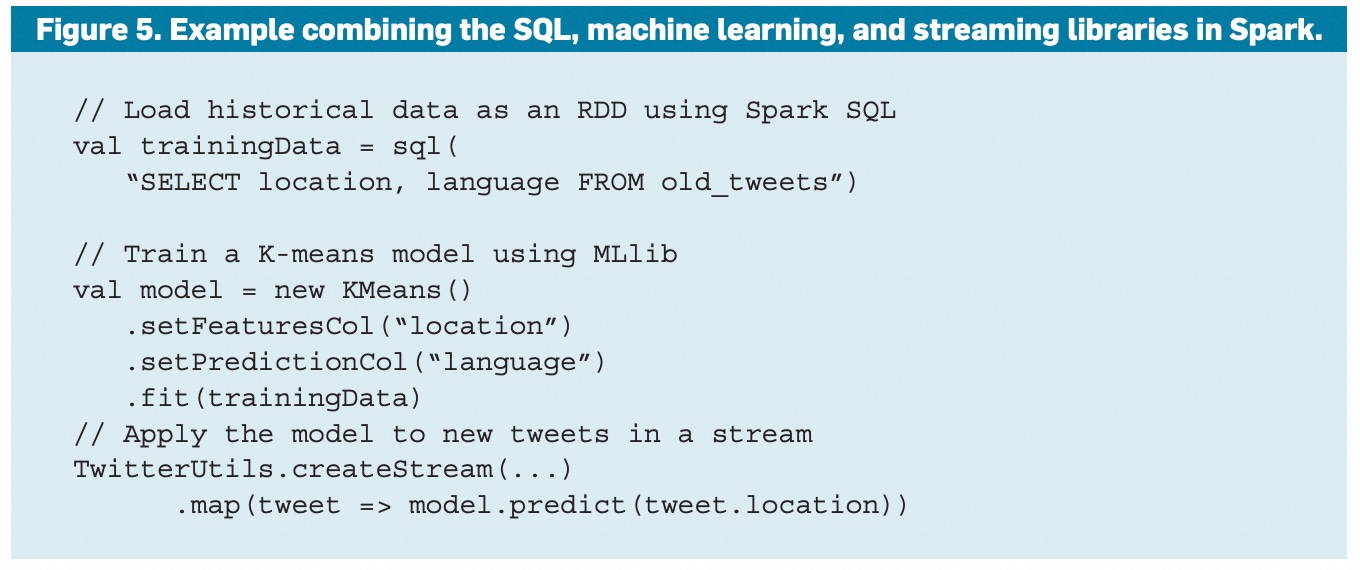 Figure 5. Example combining the SQL, machine learning, and streaming libraries in Spark.
// Load historical data as an RDD using Spark SQL
val trainingData = sql(
“SELECT location, language FROM old_tweets”)
// Train a K-means model using MLlib
val model = new KMeans()
.setFeaturesCol(“location”)
.setPredictionCol(“language”)
.fit(trainingData)
// Apply the model to new tweets in a stream
TwitterUtils.createStream(...)
.map(tweet => model.predict(tweet.location))